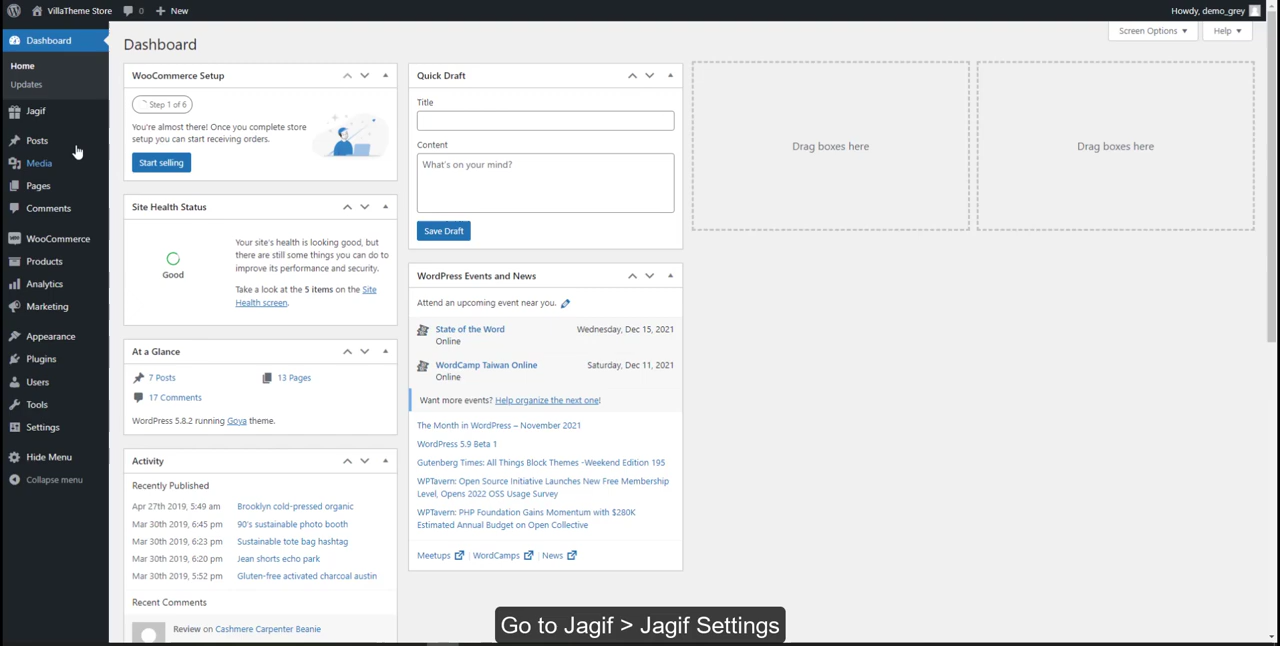 VillaTheme Store 0 New Howdy, demo_grey
Screen Options Help
Dashboard
Home
Updates
Jagif
Posts
Media
Pages
Comments
WooCommerce
Products
Analytics
Marketing
Appearance
Plugins
Users
Tools
Settings
Hide Menu
Collapse menu
Dashboard
WooCommerce Setup
Step 1 of 6
You're almost there! Once you complete store
setup you can start receiving orders.
Start selling
Site Health Status
Good
Your site's health is looking good, but
there are still some things you can do to
improve its performance and security.
Take a look at the 5 items on the Site
Health screen.
At a Glance
7 Posts 13 Pages
17 Comments
WordPress 5.8.2 running Goya theme.
Activity
Recently Published
Apr 27th 2019, 5:49 am Brooklyn cold-pressed organic
Mar 30th 2019, 6:45 pm 90's sustainable photo booth
Mar 30th 2019, 6:23 pm Sustainable tote bag hashtag
Mar 30th 2019, 6:20 pm Jean shorts echo park
Mar 30th 2019, 5:52 pm Gluten-free activated charcoal austin
Recent Comments
Review on Cashmere Carpenter Beanie
Quick Draft
Title
Content
What's on your mind?
Save Draft
WordPress Events and News
Attend an upcoming event near you.
State of the Word Wednesday, Dec 15, 2021
Online
WordCamp Taiwan Online Saturday, Dec 11, 2021
Online
Want more events? Help organize the next one!
The Month in WordPress – November 2021
WordPress 5.9 Beta 1
Gutenberg Times: All Things Block Themes -Weekend Edition 195
WPTavern: Open Source Initiative Launches New Free Membership
Level, Opens 2022 OSS Usage Survey
WPTavern: PHP Foundation Gains Momentum with $280K
Estimated Annual Budget on Open Collective
Meetups | WordCamps | News
Drag boxes here
Drag boxes here
Go to Jagif > Jagif Settings